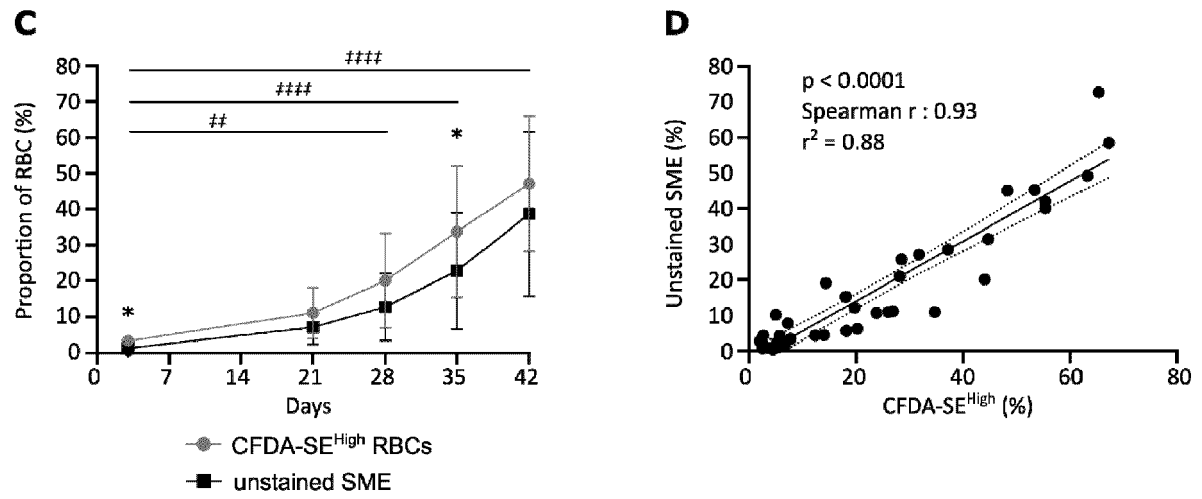 C
####
####
##
*
*
Proportion of RBC (%)
80
70
60
50
40
30
20
10
0
0 7 14 21 28 35 42
Days
CFDA-SEHigh RBCs
unstained SME
D
p < 0.0001
Spearman r : 0.93
r² = 0.88
Unstained SME (%)
80
70
60
50
40
30
20
10
0
0 20 40 60 80
CFDA-SEHigh (%)